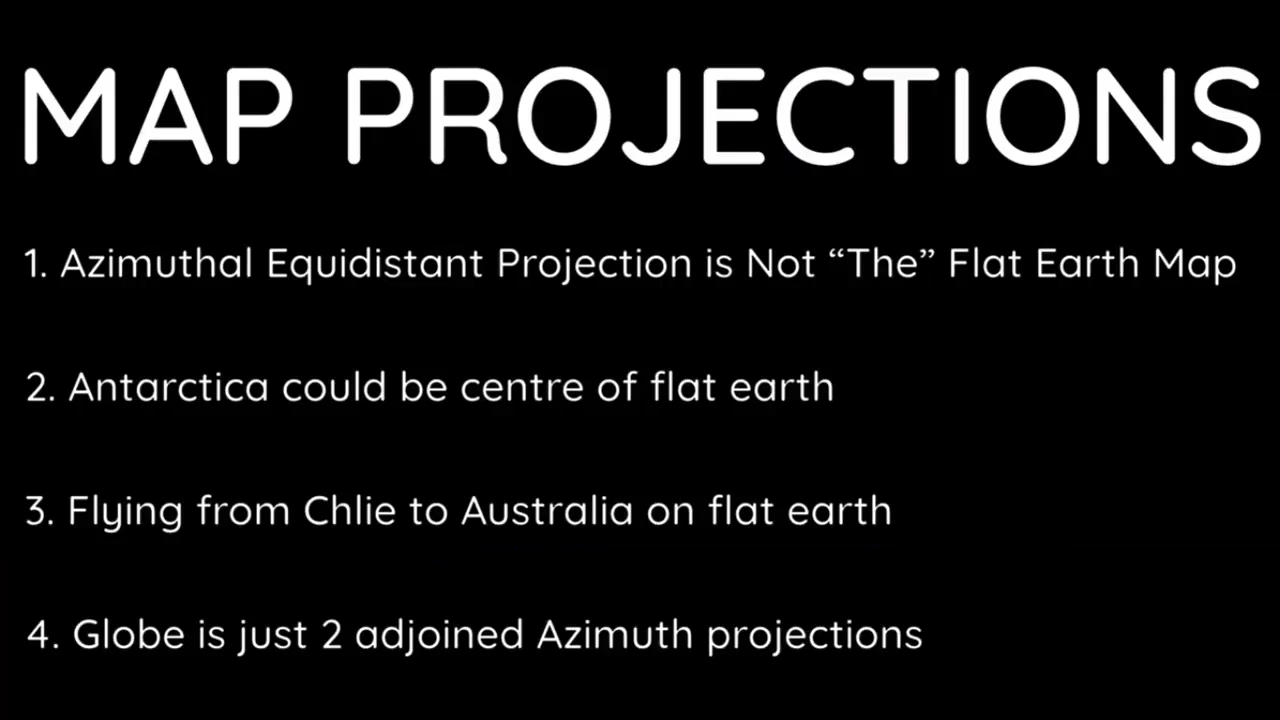 MAP PROJECTIONS
1. Azimuthal Equidistant Projection is Not “The” Flat Earth Map
2. Antarctica could be centre of flat earth
3. Flying from Chlie to Australia on flat earth
4. Globe is just 2 adjoined Azimuth projections